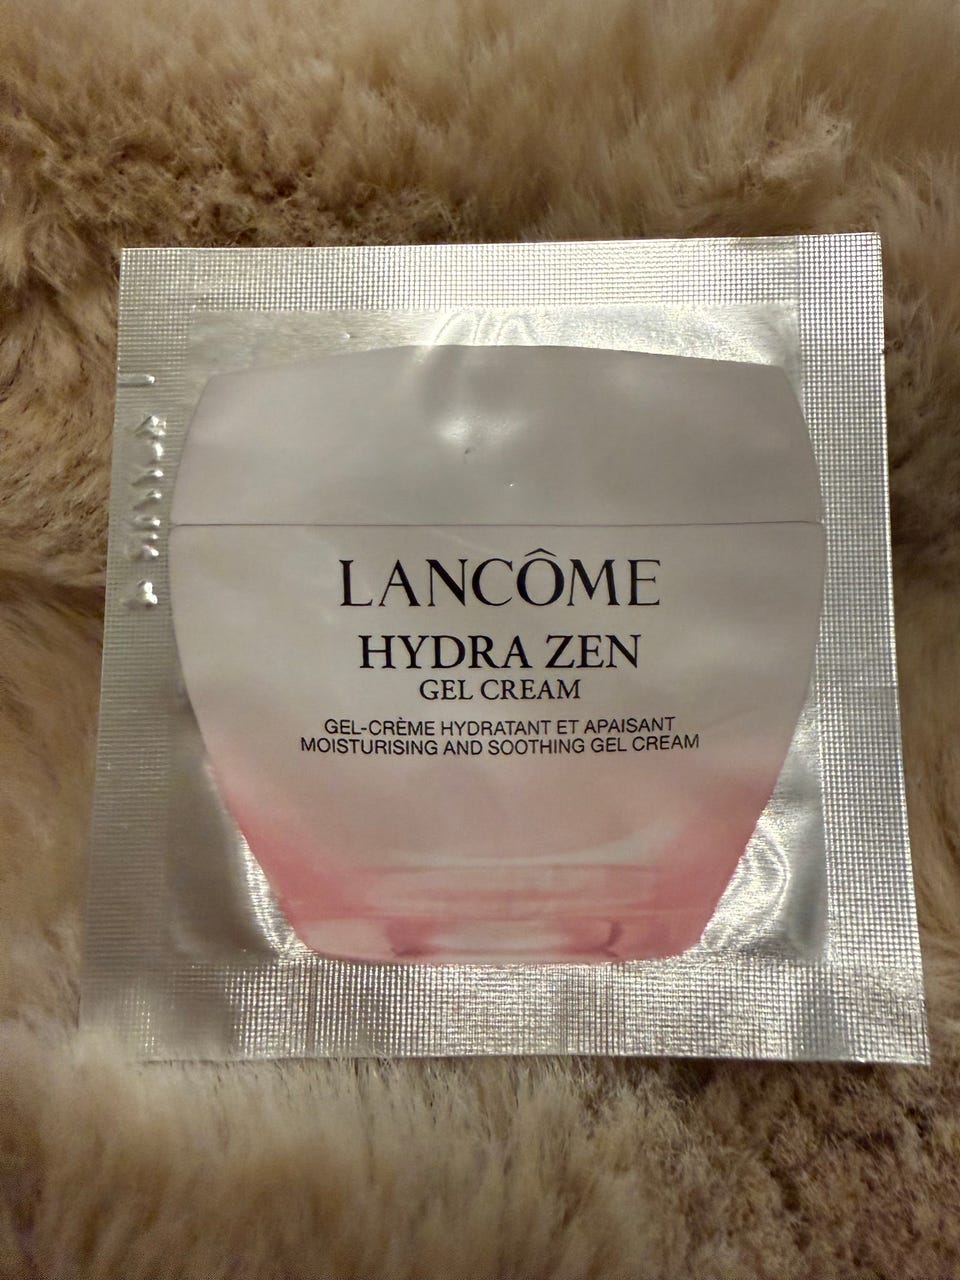 LANCÔME
HYDRA ZEN
GEL CREAM
GEL-CRÈME HYDRATANT ET APAISANT
MOISTURISING AND SOOTHING GEL CREAM